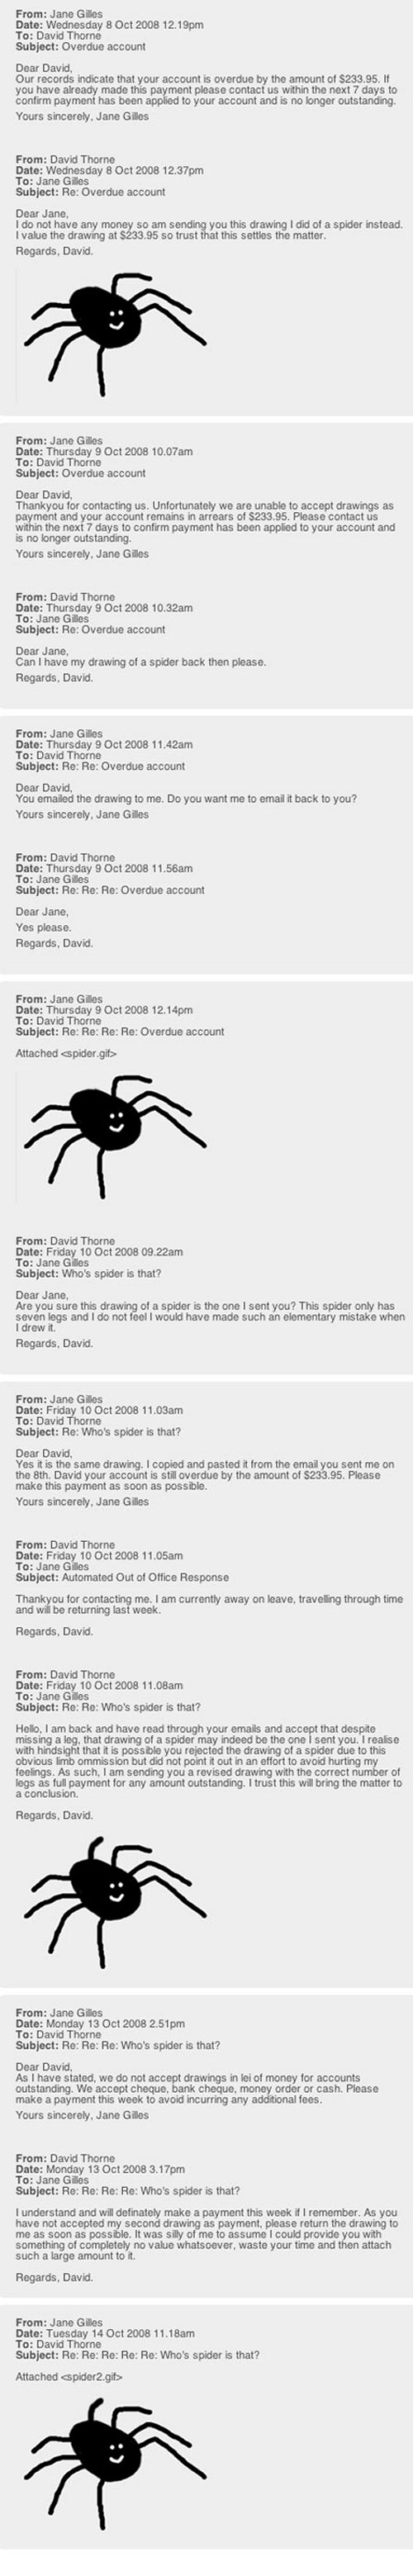 From: Jane Gilles
Date: Wednesday 8 Oct 2008 12.19pm
To: David Thorne
Subject: Overdue account
Dear David,
Our records indicate that your account is overdue by the amount of $233.95. If
you have already made this payment please contact us within the next 7 days to
confirm payment has been applied to your account and is no longer outstanding.
Yours sincerely, Jane Gilles
From: David Thorne
Date: Wednesday 8 Oct 2008 12.37pm
To: Jane Gilles
Subject: Re: Overdue account
Dear Jane,
I do not have any money so am sending you this drawing I did of a spider instead.
I value the drawing at $233.95 so trust that this settles the matter.
Regards, David.
From: Jane Gilles
Date: Thursday 9 Oct 2008 10.07am
To: David Thorne
Subject: Overdue account
Dear David,
Thankyou for contacting us. Unfortunately we are unable to accept drawings as
payment and your account remains in arrears of $233.95. Please contact us
within the next 7 days to confirm payment has been applied to your account and
is no longer outstanding.
Yours sincerely, Jane Gilles
From: David Thorne
Date: Thursday 9 Oct 2008 10.32am
To: Jane Gilles
Subject: Re: Overdue account
Dear Jane,
Can I have my drawing of a spider back then please.
Regards, David.
From: Jane Gilles
Date: Thursday 9 Oct 2008 11.42am
To: David Thorne
Subject: Re: Re: Overdue account
Dear David,
You emailed the drawing to me. Do you want me to email it back to you?
Yours sincerely, Jane Gilles
From: David Thorne
Date: Thursday 9 Oct 2008 11.56am
To: Jane Gilles
Subject: Re: Re: Re: Overdue account
Dear Jane,
Yes please.
Regards, David.
From: Jane Gilles
Date: Thursday 9 Oct 2008 12.14pm
To: David Thorne
Subject: Re: Re: Re: Re: Overdue account
Attached <spider.gif>
From: David Thorne
Date: Friday 10 Oct 2008 09.22am
To: Jane Gilles
Subject: Who's spider is that?
Dear Jane,
Are you sure this drawing of a spider is the one I sent you? This spider only has
seven legs and I do not feel I would have made such an elementary mistake when
I drew it.
Regards, David.
From: Jane Gilles
Date: Friday 10 Oct 2008 11.03am
To: David Thorne
Subject: Re: Who's spider is that?
Dear David,
Yes it is the same drawing. I copied and pasted it from the email you sent me on
the 8th. David your account is still overdue by the amount of $233.95. Please
make this payment as soon as possible.
Yours sincerely, Jane Gilles
From: David Thorne
Date: Friday 10 Oct 2008 11.05am
To: Jane Gilles
Subject: Automated Out of Office Response
Thankyou for contacting me. I am currently away on leave, travelling through time
and will be returning last week.
Regards, David.
From: David Thorne
Date: Friday 10 Oct 2008 11.08am
To: Jane Gilles
Subject: Re: Re: Who's spider is that?
Hello, I am back and have read through your emails and accept that despite
missing a leg, that drawing of a spider may indeed be the one I sent you. I realise
with hindsight that it is possible you rejected the drawing of a spider due to this
obvious limb ommission but did not point it out in an effort to avoid hurting my
feelings. As such, I am sending you a revised drawing with the correct number of
legs as full payment for any amount outstanding. I trust this will bring the matter to
a conclusion.
Regards, David.
From: Jane Gilles
Date: Monday 13 Oct 2008 2.51pm
To: David Thorne
Subject: Re: Re: Re: Who's spider is that?
Dear David,
As I have stated, we do not accept drawings in lei of money for accounts
outstanding. We accept cheque, bank cheque, money order or cash. Please
make a payment this week to avoid incurring any additional fees.
Yours sincerely, Jane Gilles
From: David Thorne
Date: Monday 13 Oct 2008 3.17pm
To: Jane Gilles
Subject: Re: Re: Re: Re: Who's spider is that?
I understand and will definately make a payment this week if I remember. As you
have not accepted my second drawing as payment, please return the drawing to
me as soon as possible. It was silly of me to assume I could provide you with
something of completely no value whatsoever, waste your time and then attach
such a large amount to it.
Regards, David.
From: Jane Gilles
Date: Tuesday 14 Oct 2008 11.18am
To: David Thorne
Subject: Re: Re: Re: Re: Re: Who's spider is that?
Attached <spider2.gif>